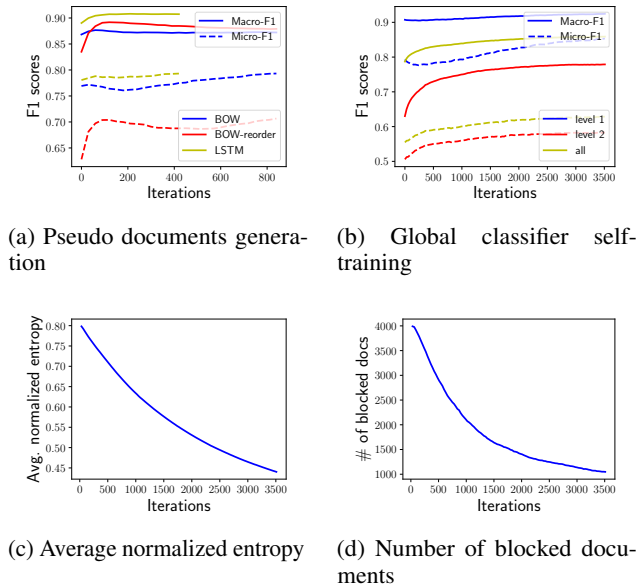 0.90
0.85
0.80
0.75
0.70
0.65
F1 scores
Macro-F1
Micro-F1
BOW
BOW-reorder
LSTM
0 200 400 600 800
Iterations
(a) Pseudo documents genera-
tion
0.9
0.8
0.7
0.6
0.5
F1 scores
Macro-F1
Micro-F1
level 1
level 2
all
0 500 1000 1500 2000 2500 3000 3500
Iterations
(b) Global classifier self-
training
0.80
0.75
0.70
0.65
0.60
0.55
0.50
0.45
Avg. normalized entropy
0 500 1000 1500 2000 2500 3000 3500
Iterations
(c) Average normalized entropy
4000
3500
3000
2500
2000
1500
1000
# of blocked docs
0 500 1000 1500 2000 2500 3000 3500
Iterations
(d) Number of blocked docu-
ments